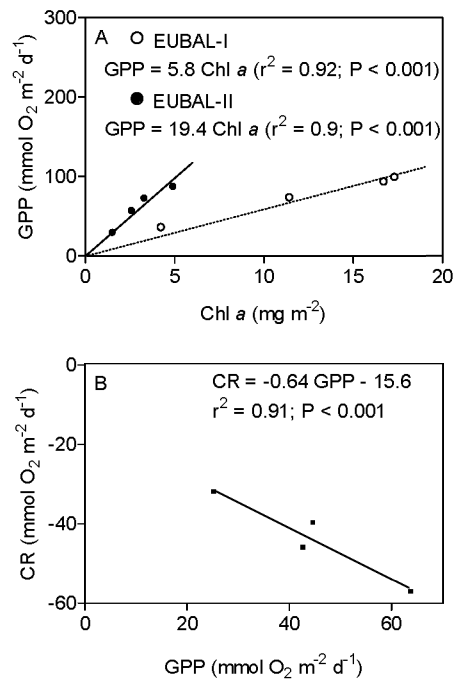 300
A
EUBAL-I
GPP = 5.8 Chl a (r² = 0.92; P < 0.001)
200
EUBAL-II
GPP = 19.4 Chl a (r² = 0.9; P < 0.001)
100
0
0 5 10 15 20
Chl a (mg m⁻²)
GPP (mmol O₂ m⁻² d⁻¹)
0
B
CR = -0.64 GPP - 15.6
r² = 0.91; P < 0.001
-20
-40
-60
0 20 40 60
GPP (mmol O₂ m⁻² d⁻¹)
CR (mmol O₂ m⁻² d⁻¹)